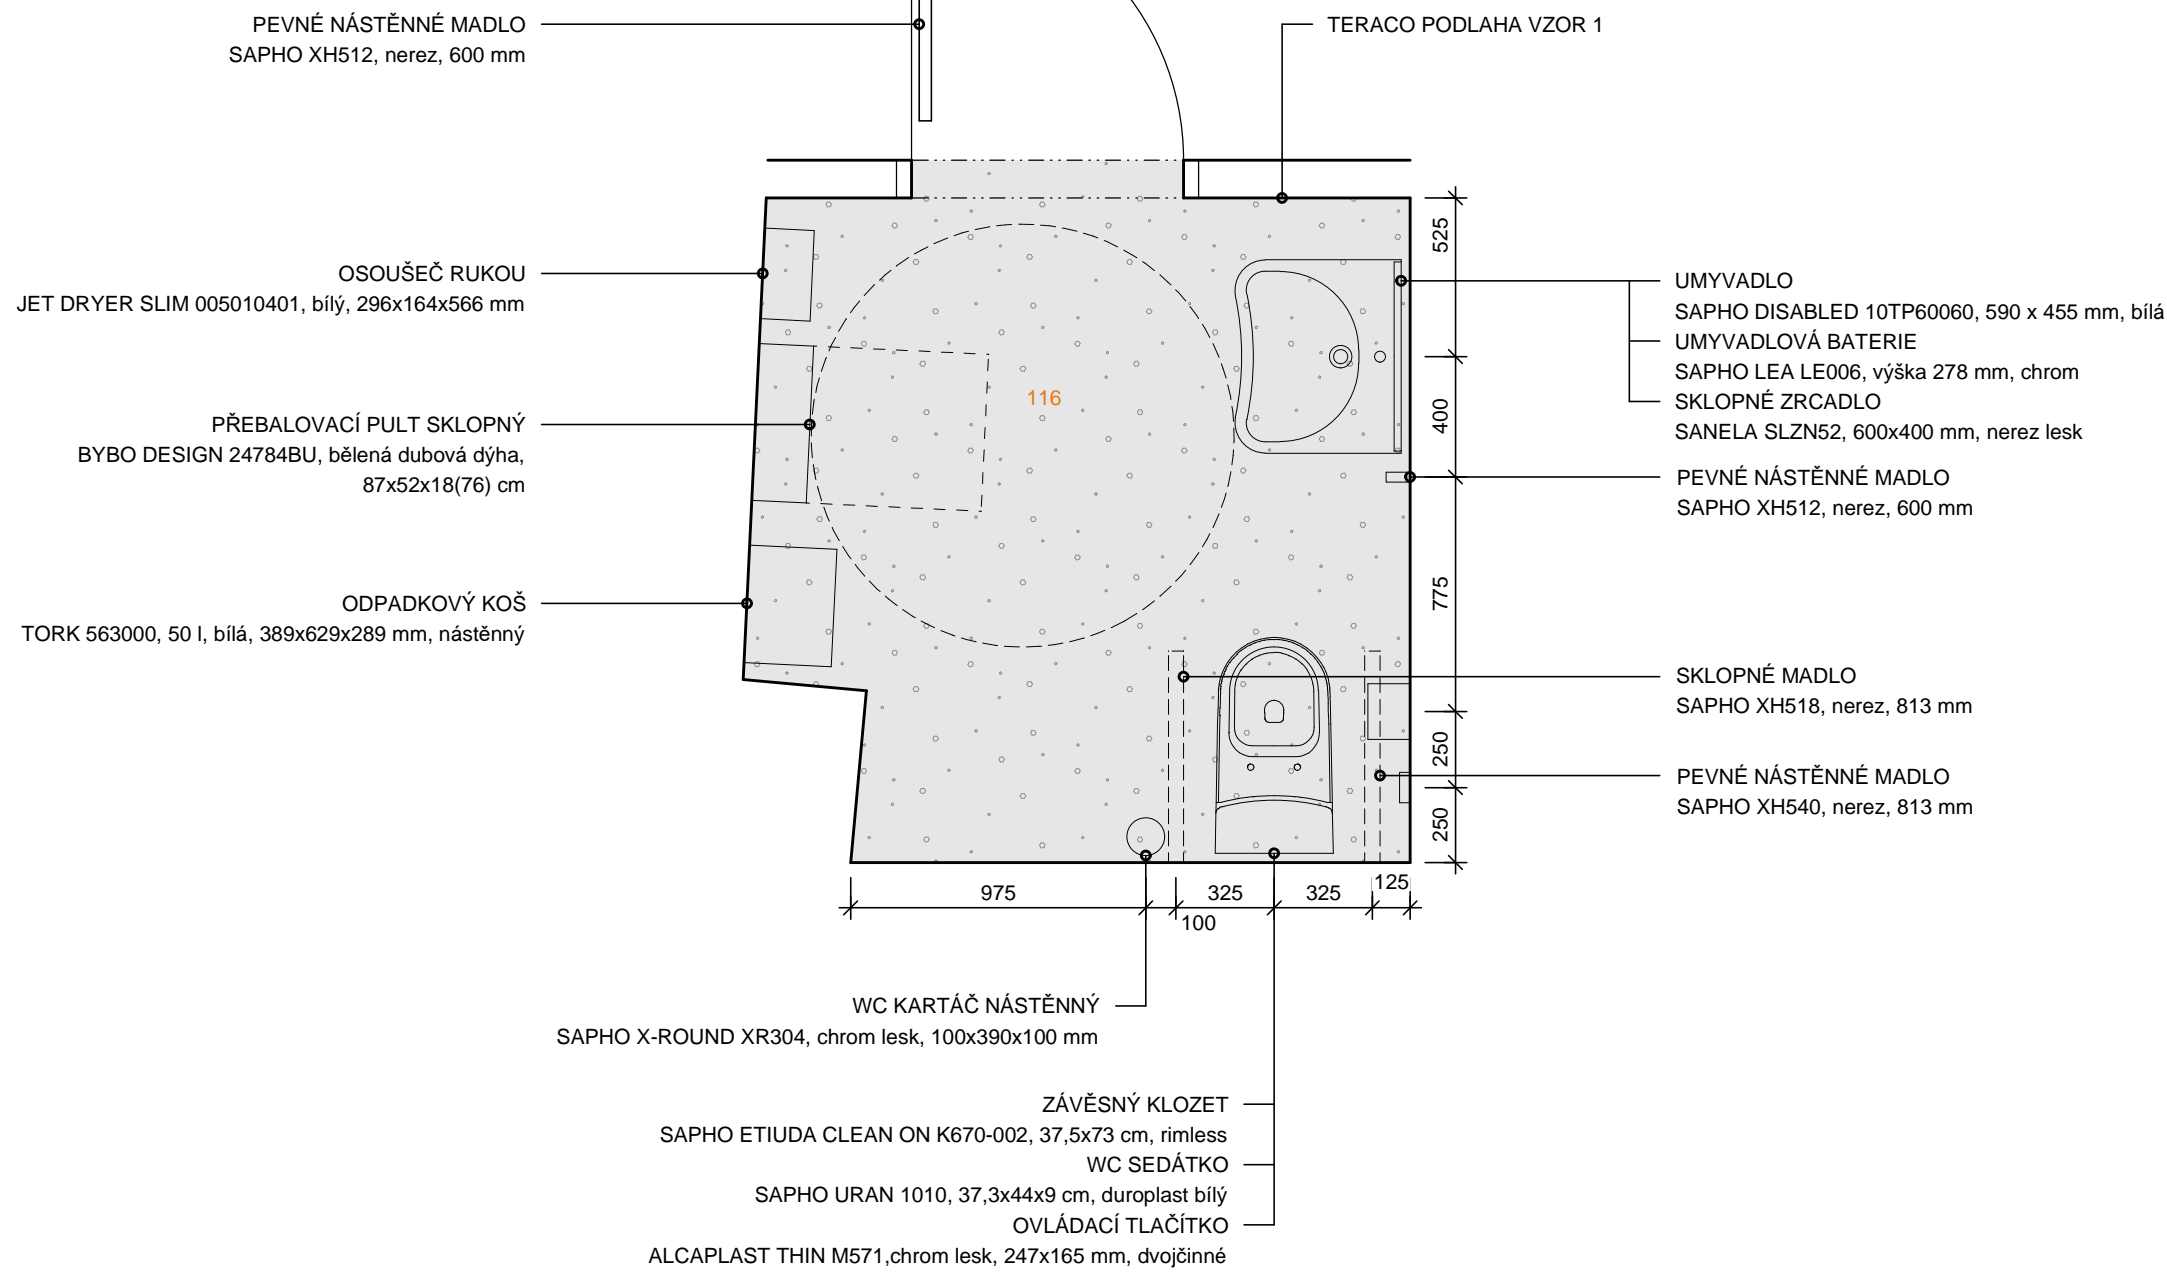 PEVNÉ NÁSTĚNNÉ MADLO
SAPHO XH512, nerez, 600 mm
TERACO PODLAHA VZOR 1
OSOUŠEČ RUKOU
JET DRYER SLIM 005010401, bílý, 296x164x566 mm
PŘEBALOVACÍ PULT SKLOPNÝ
BYBO DESIGN 24784BU, bělená dubová dýha,
87x52x18(76) cm
ODPADKOVÝ KOŠ
TORK 563000, 50 l, bílá, 389x629x289 mm, nástěnný
116
525
400
775
250
250
UMYVADLO
SAPHO DISABLED 10TP60060, 590 x 455 mm, bílá
UMYVADLOVÁ BATERIE
SAPHO LEA LE006, výška 278 mm, chrom
SKLOPNÉ ZRCADLO
SANELA SLZN52, 600x400 mm, nerez lesk
PEVNÉ NÁSTĚNNÉ MADLO
SAPHO XH512, nerez, 600 mm
SKLOPNÉ MADLO
SAPHO XH518, nerez, 813 mm
PEVNÉ NÁSTĚNNÉ MADLO
SAPHO XH540, nerez, 813 mm
975
100
325
325
125
WC KARTÁČ NÁSTĚNNÝ
SAPHO X-ROUND XR304, chrom lesk, 100x390x100 mm
ZÁVĚSNÝ KLOZET
SAPHO ETIUDA CLEAN ON K670-002, 37,5x73 cm, rimless
WC SEDÁTKO
SAPHO URAN 1010, 37,3x44x9 cm, duroplast bílý
OVLÁDACÍ TLAČÍTKO
ALCAPLAST THIN M571,chrom lesk, 247x165 mm, dvojčinné